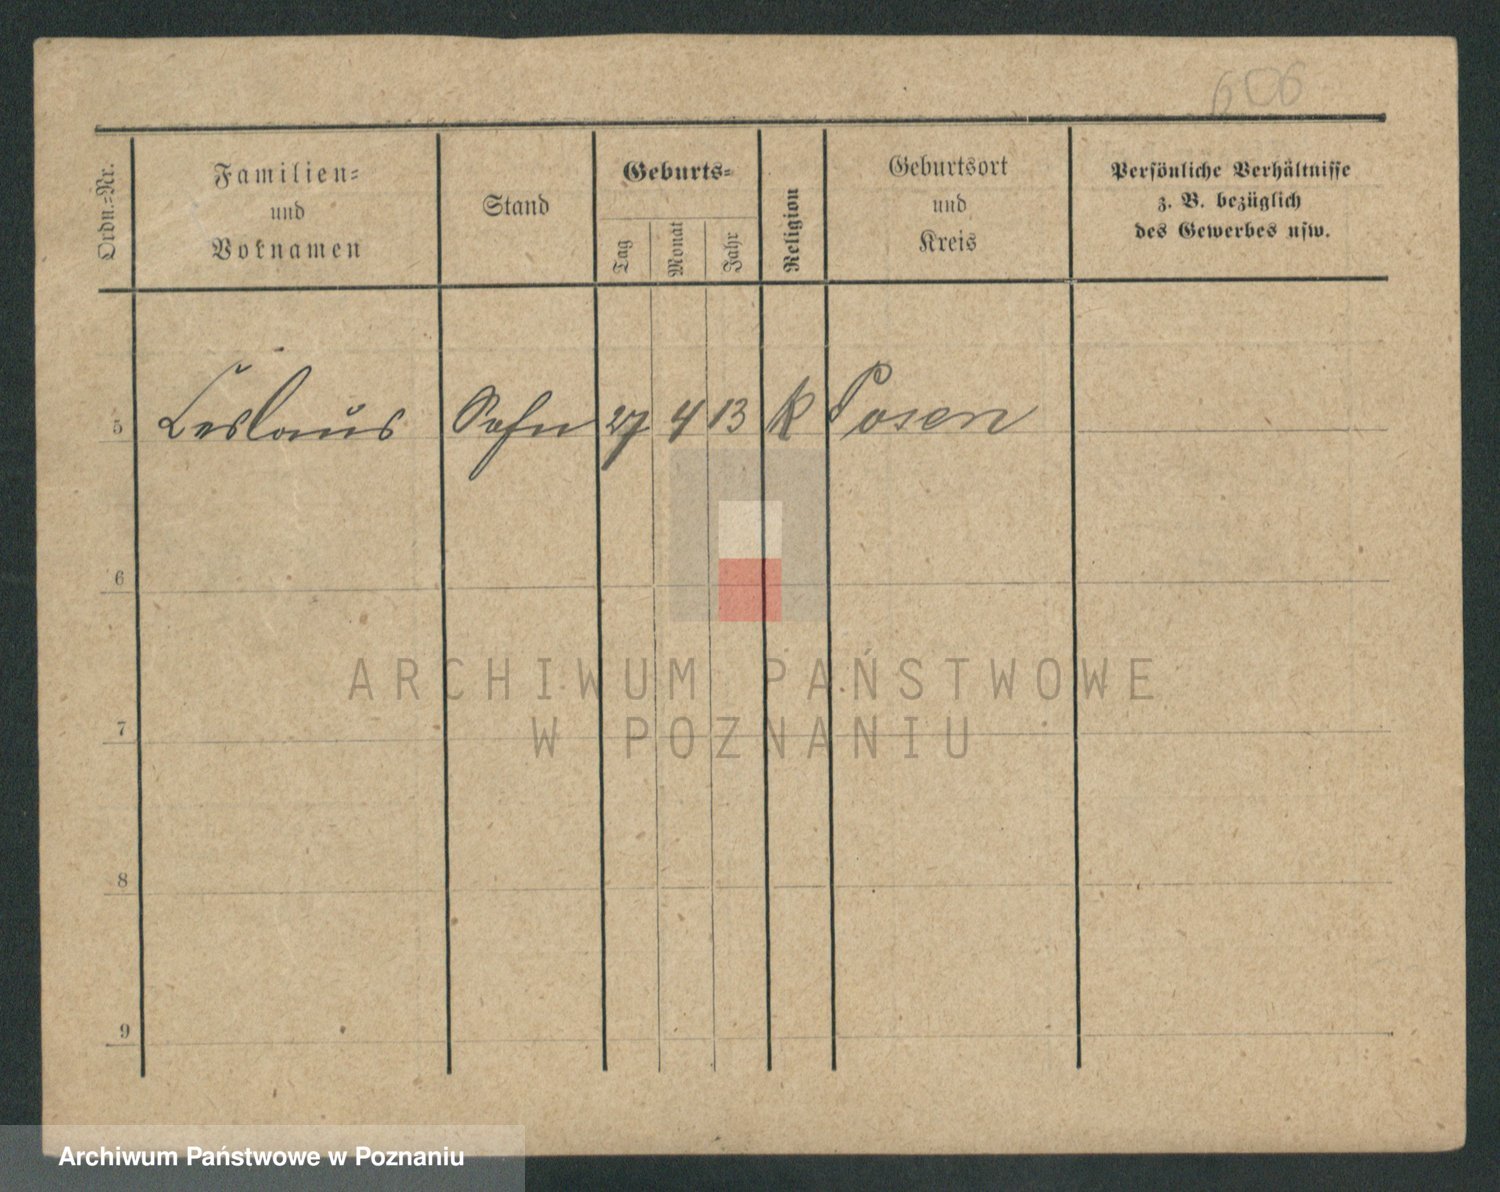 606
Ordn.=Nr.
Familien=
und
Vornamen
Stand
Geburts=
Tag
Monat
Jahr
Religion
Geburtsort
und
Kreis
Persönliche Verhältnisse
z. B. bezüglich
des Gewerbes usw.
5 Leslaus Sohn 27 4 13 K Posen
6
7
8
9
ARCHIWUM PAŃSTWOWE
W POZNANIU
Archiwum Państwowe w Poznaniu